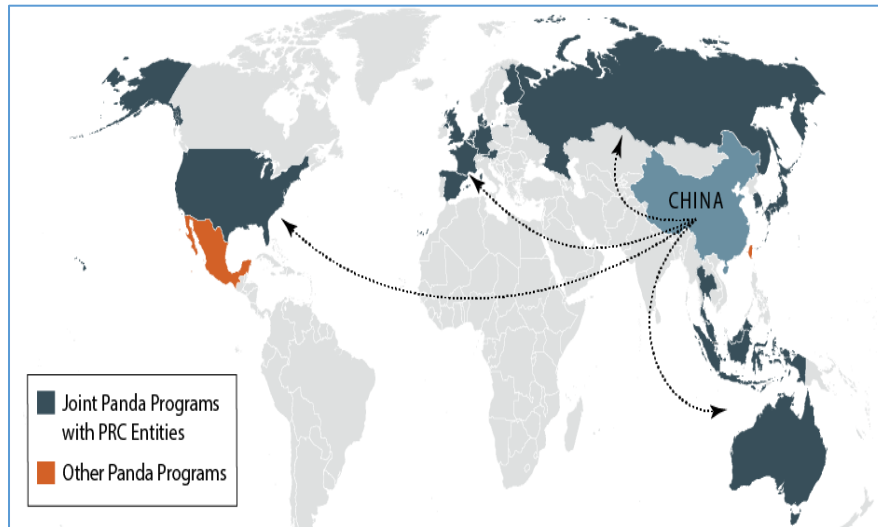 CHINA
Joint Panda Programs
with PRC Entities
Other Panda Programs